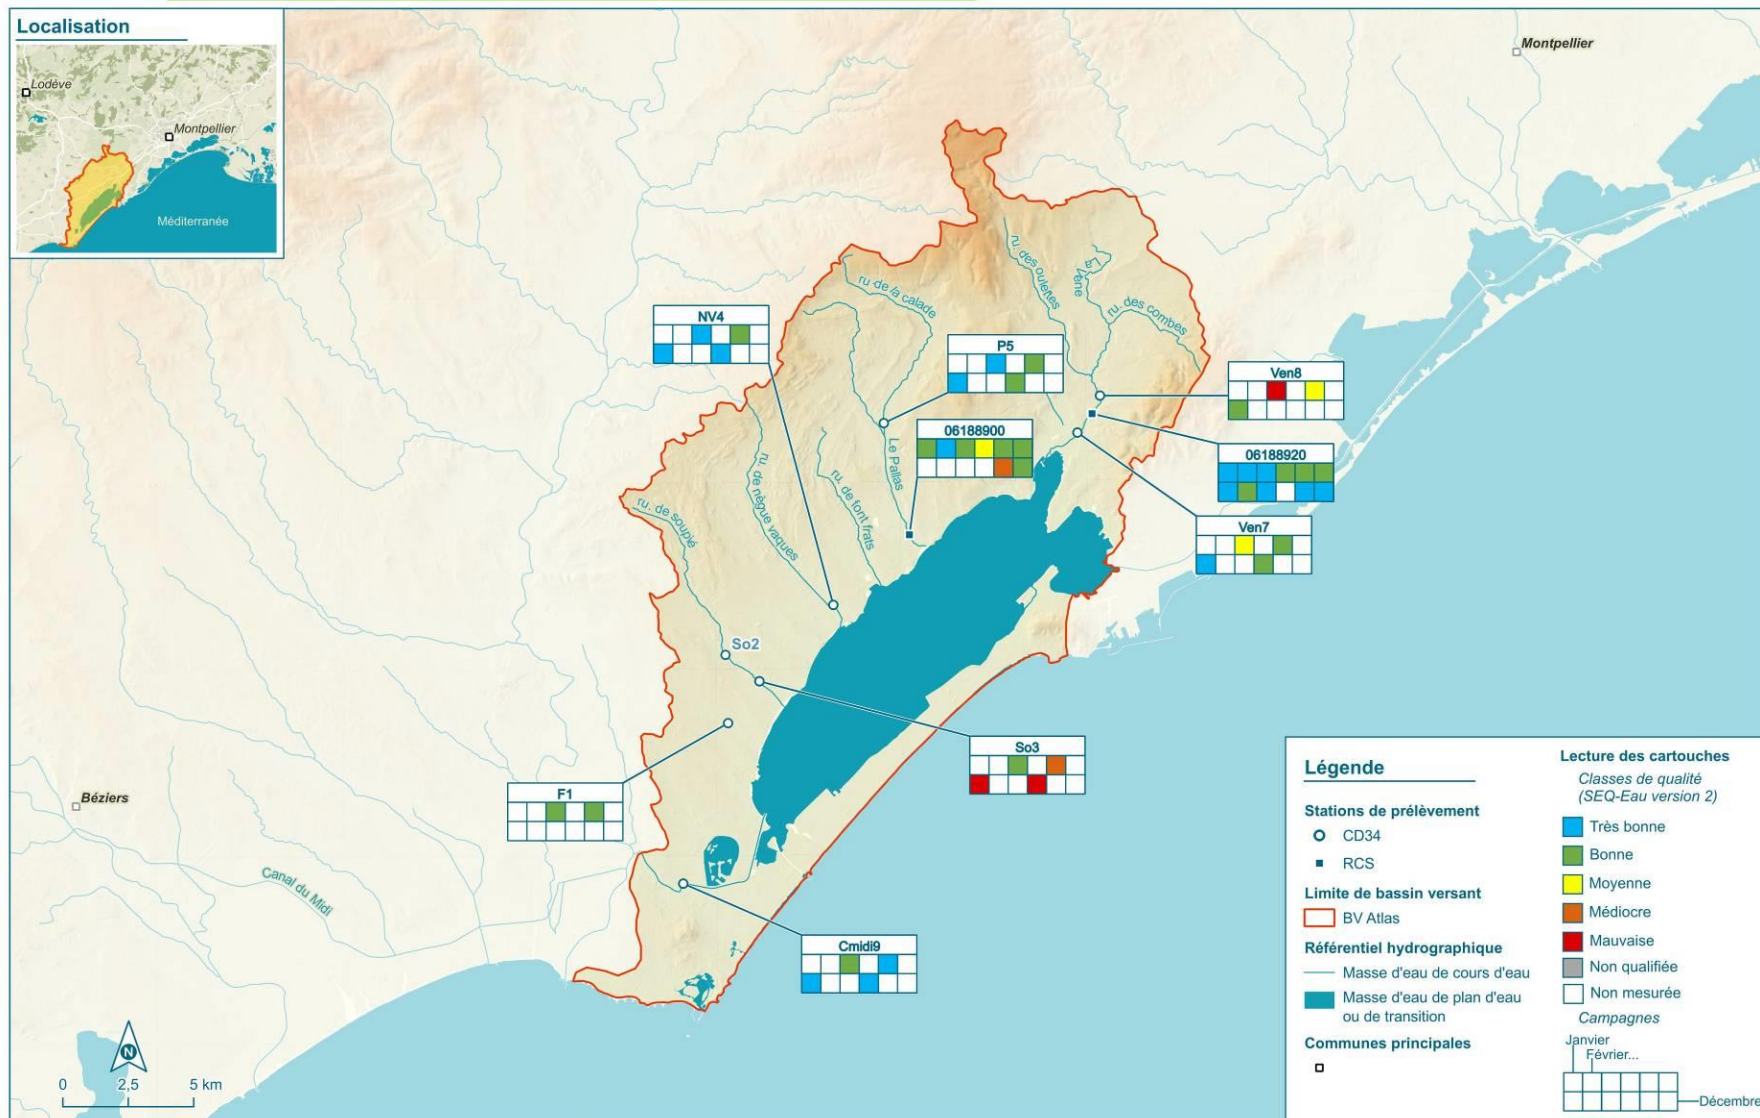 Localisation
Lodève
Montpellier
Méditerranée
Montpellier
ru. des oulettes
La Vène
ru. de la calade
ru. des combes
NV4
P5
Ven8
06188900
06188920
Le Pallas
ru. de nègue vaques
ru. de font frats
ru. de soupié
Ven7
So2
So3
F1
Béziers
Canal du Midi
Cmidi9
N
0 2,5 5 km
Légende
Stations de prélèvement
CD34
RCS
Limite de bassin versant
BV Atlas
Référentiel hydrographique
Masse d'eau de cours d'eau
Masse d'eau de plan d'eau
ou de transition
Communes principales
Lecture des cartouches
Classes de qualité
(SEQ-Eau version 2)
Très bonne
Bonne
Moyenne
Médiocre
Mauvaise
Non qualifiée
Non mesurée
Campagnes
Janvier
Février...
Décembre